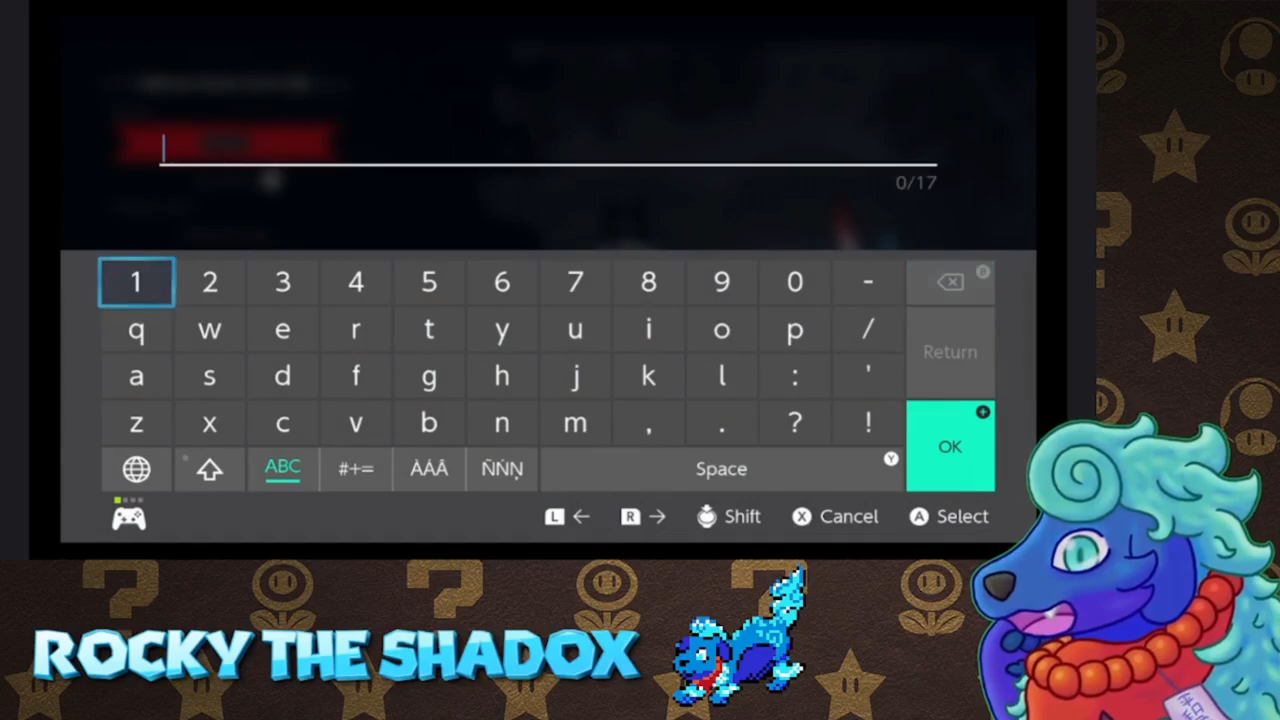 0/17
1 2 3 4 5 6 7 8 9 0 -
q w e r t y u i o p /
Return
a s d f g h j k l : '
z x c v b n m , . ? !
OK
ABC #+= ÀÁÂ ÑŃṆ Space Y
L ← R → Shift X Cancel A Select
ROCKY THE SHADOX